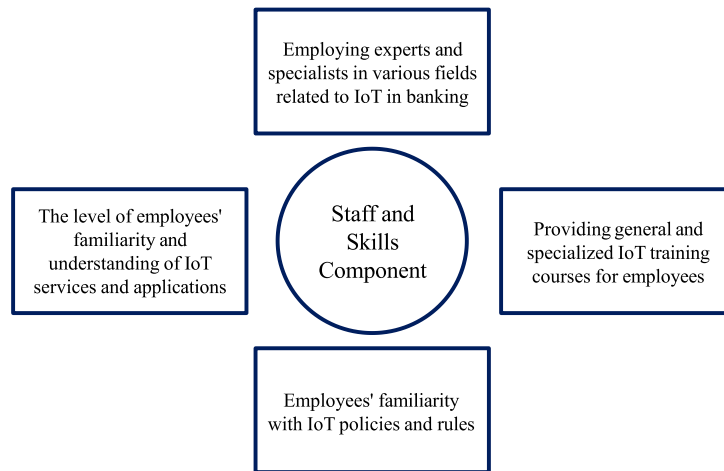 Employing experts and
specialists in various fields
related to IoT in banking
The level of employees'
familiarity and
understanding of IoT
services and applications
Staff and
Skills
Component
Providing general and
specialized IoT training
courses for employees
Employees' familiarity
with IoT policies and rules